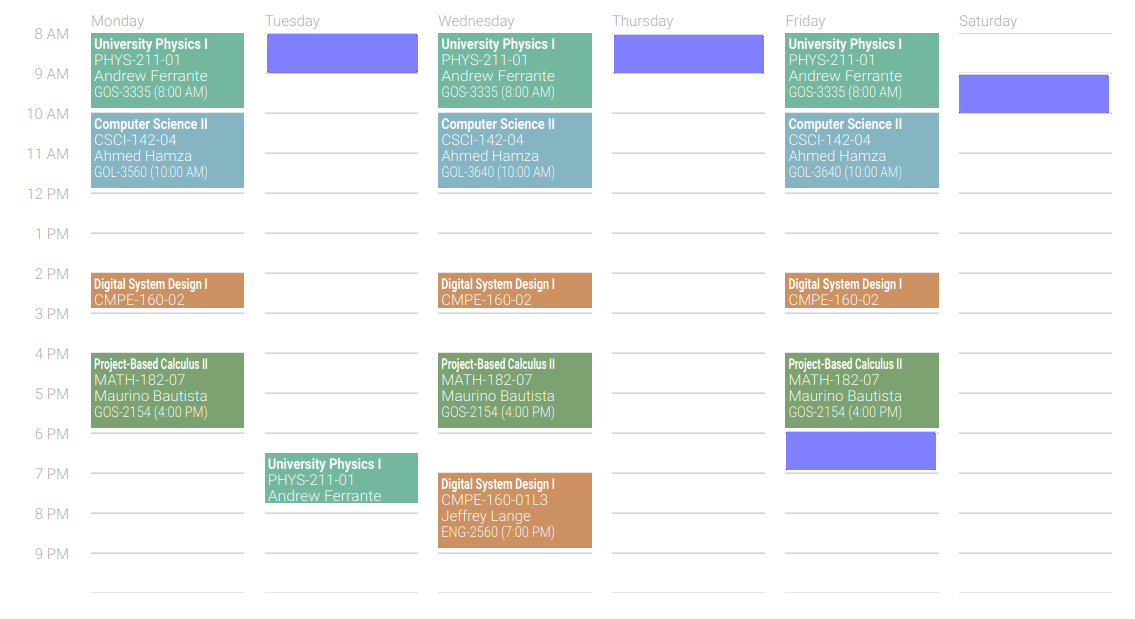 Monday
Tuesday
Wednesday
Thursday
Friday
Saturday
8 AM
9 AM
10 AM
11 AM
12 PM
1 PM
2 PM
3 PM
4 PM
5 PM
6 PM
7 PM
8 PM
9 PM
University Physics I
PHYS-211-01
Andrew Ferrante
GOS-3335 (8:00 AM)
Computer Science II
CSCI-142-04
Ahmed Hamza
GOL-3560 (10:00 AM)
Digital System Design I
CMPE-160-02
Project-Based Calculus II
MATH-182-07
Maurino Bautista
GOS-2154 (4:00 PM)
University Physics I
PHYS-211-01
Andrew Ferrante
University Physics I
PHYS-211-01
Andrew Ferrante
GOS-3335 (8:00 AM)
Computer Science II
CSCI-142-04
Ahmed Hamza
GOL-3640 (10:00 AM)
Digital System Design I
CMPE-160-02
Project-Based Calculus II
MATH-182-07
Maurino Bautista
GOS-2154 (4:00 PM)
Digital System Design I
CMPE-160-01L3
Jeffrey Lange
ENG-2560 (7:00 PM)
University Physics I
PHYS-211-01
Andrew Ferrante
GOS-3335 (8:00 AM)
Computer Science II
CSCI-142-04
Ahmed Hamza
GOL-3640 (10:00 AM)
Digital System Design I
CMPE-160-02
Project-Based Calculus II
MATH-182-07
Maurino Bautista
GOS-2154 (4:00 PM)